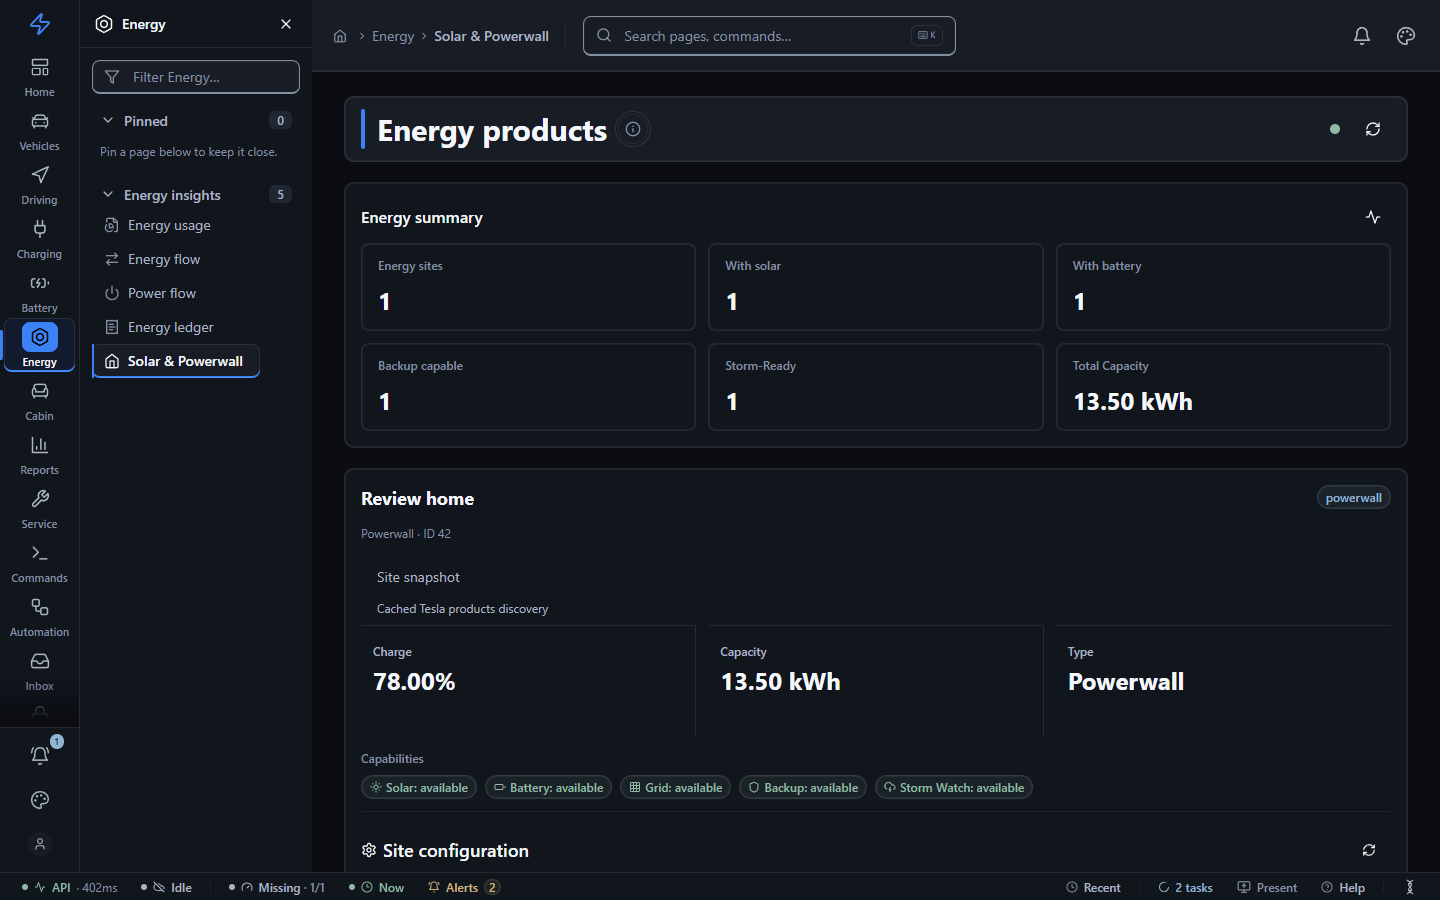 Energy
Energy
Solar & Powerwall
Search pages, commands...
K
Home
Vehicles
Driving
Charging
Battery
Energy
Cabin
Reports
Service
Commands
Automation
Inbox
1
Filter Energy...
Pinned
0
Pin a page below to keep it close.
Energy insights
5
Energy usage
Energy flow
Power flow
Energy ledger
Solar & Powerwall
Energy products
Energy summary
Energy sites
1
With solar
1
With battery
1
Backup capable
1
Storm-Ready
1
Total Capacity
13.50 kWh
Review home
powerwall
Powerwall · ID 42
Site snapshot
Cached Tesla products discovery
Charge
78.00%
Capacity
13.50 kWh
Type
Powerwall
Capabilities
Solar: available
Battery: available
Grid: available
Backup: available
Storm Watch: available
Site configuration
API · 402ms
Idle
Missing · 1/1
Now
Alerts 2
Recent
2 tasks
Present
Help